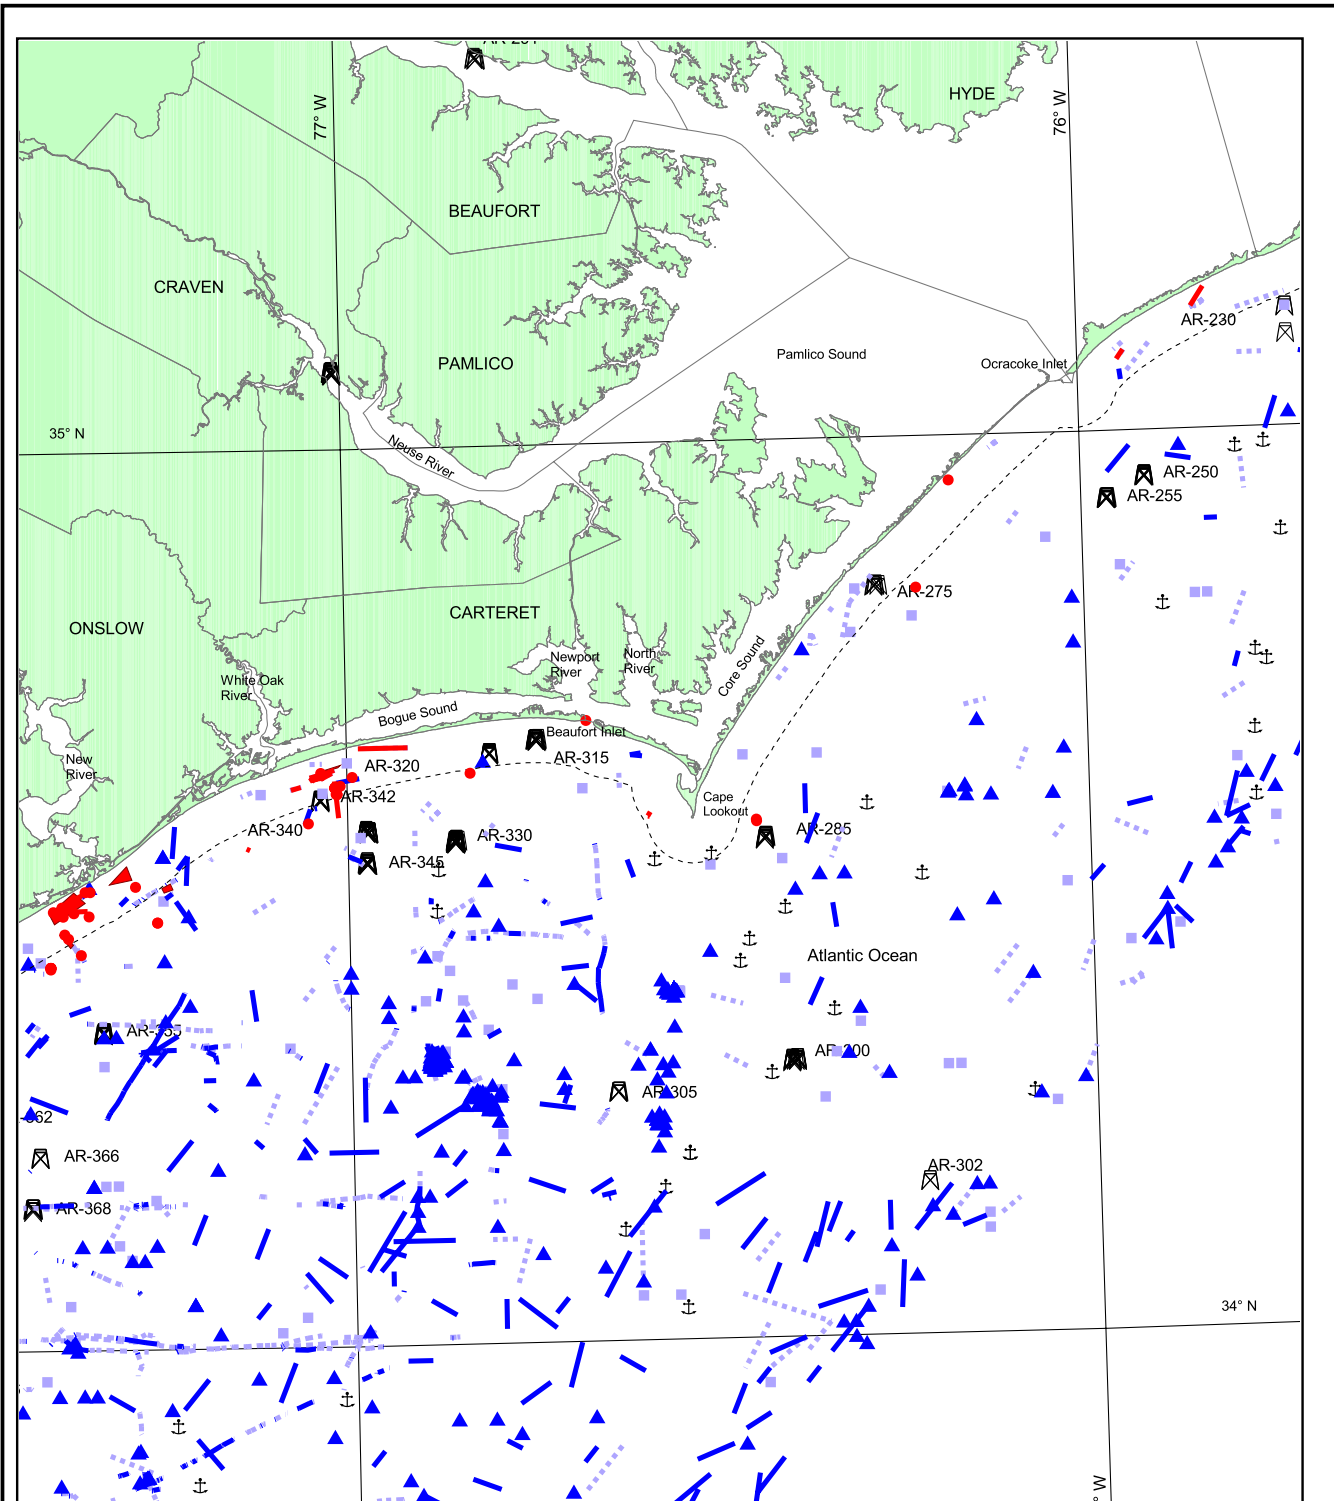 HYDE
77° W
76° W
BEAUFORT
CRAVEN
AR-230
Pamlico Sound
PAMLICO
Ocracoke Inlet
35° N
Neuse River
AR-250
AR-255
AR-275
CARTERET
ONSLOW
Newport
River
North
River
Core Sound
White Oak
River
Bogue Sound
Beaufort Inlet
New
River
AR-315
AR-320
AR-342
Cape
Lookout
AR-340
AR-330
AR-285
AR-345
Atlantic Ocean
AR-355
AR-305
-362
AR-366
AR-302
AR-368
34° N
° W